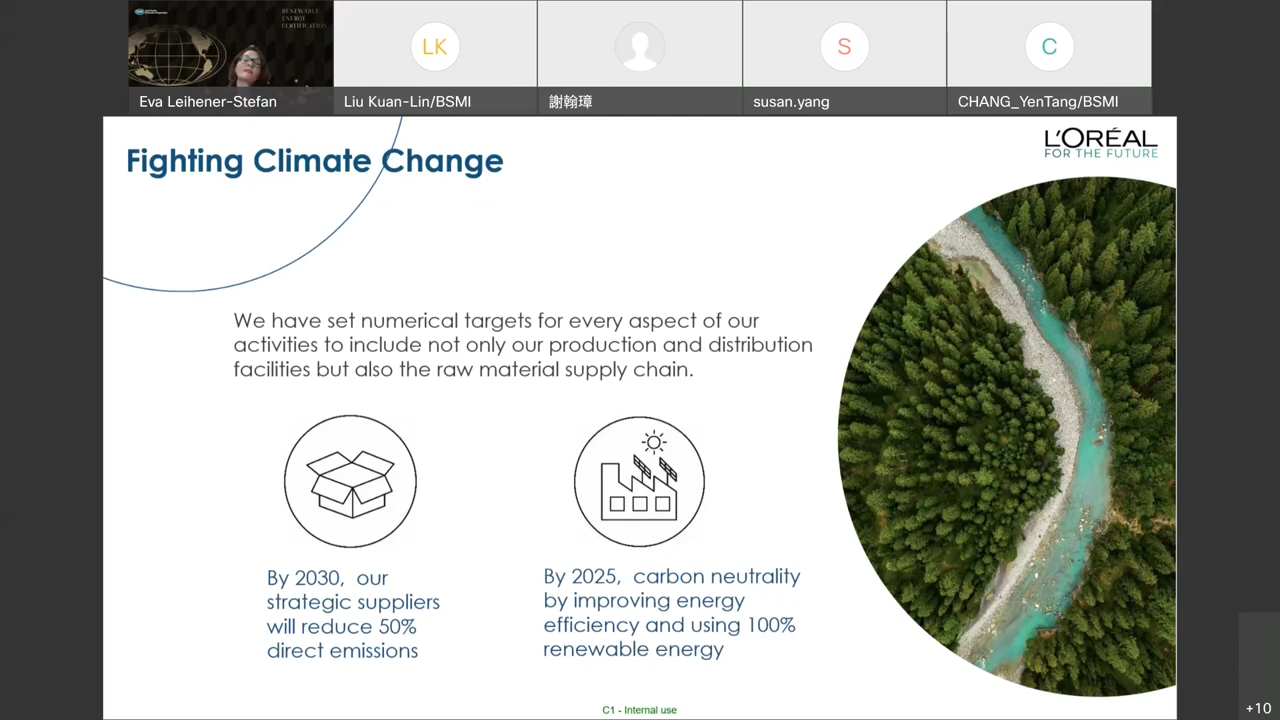 RENEWABLE
ENERGY
CERTIFICATION
LK
S
C
Eva Leihener-Stefan
Liu Kuan-Lin/BSMI
謝翰璋
susan.yang
CHANG_YenTang/BSMI
Fighting Climate Change
L'ORÉAL
FOR THE FUTURE
We have set numerical targets for every aspect of our
activities to include not only our production and distribution
facilities but also the raw material supply chain.
By 2030,  our
strategic suppliers
will reduce 50%
direct emissions
By 2025,  carbon neutrality
by improving energy
efficiency and using 100%
renewable energy
C1 - Internal use
+10